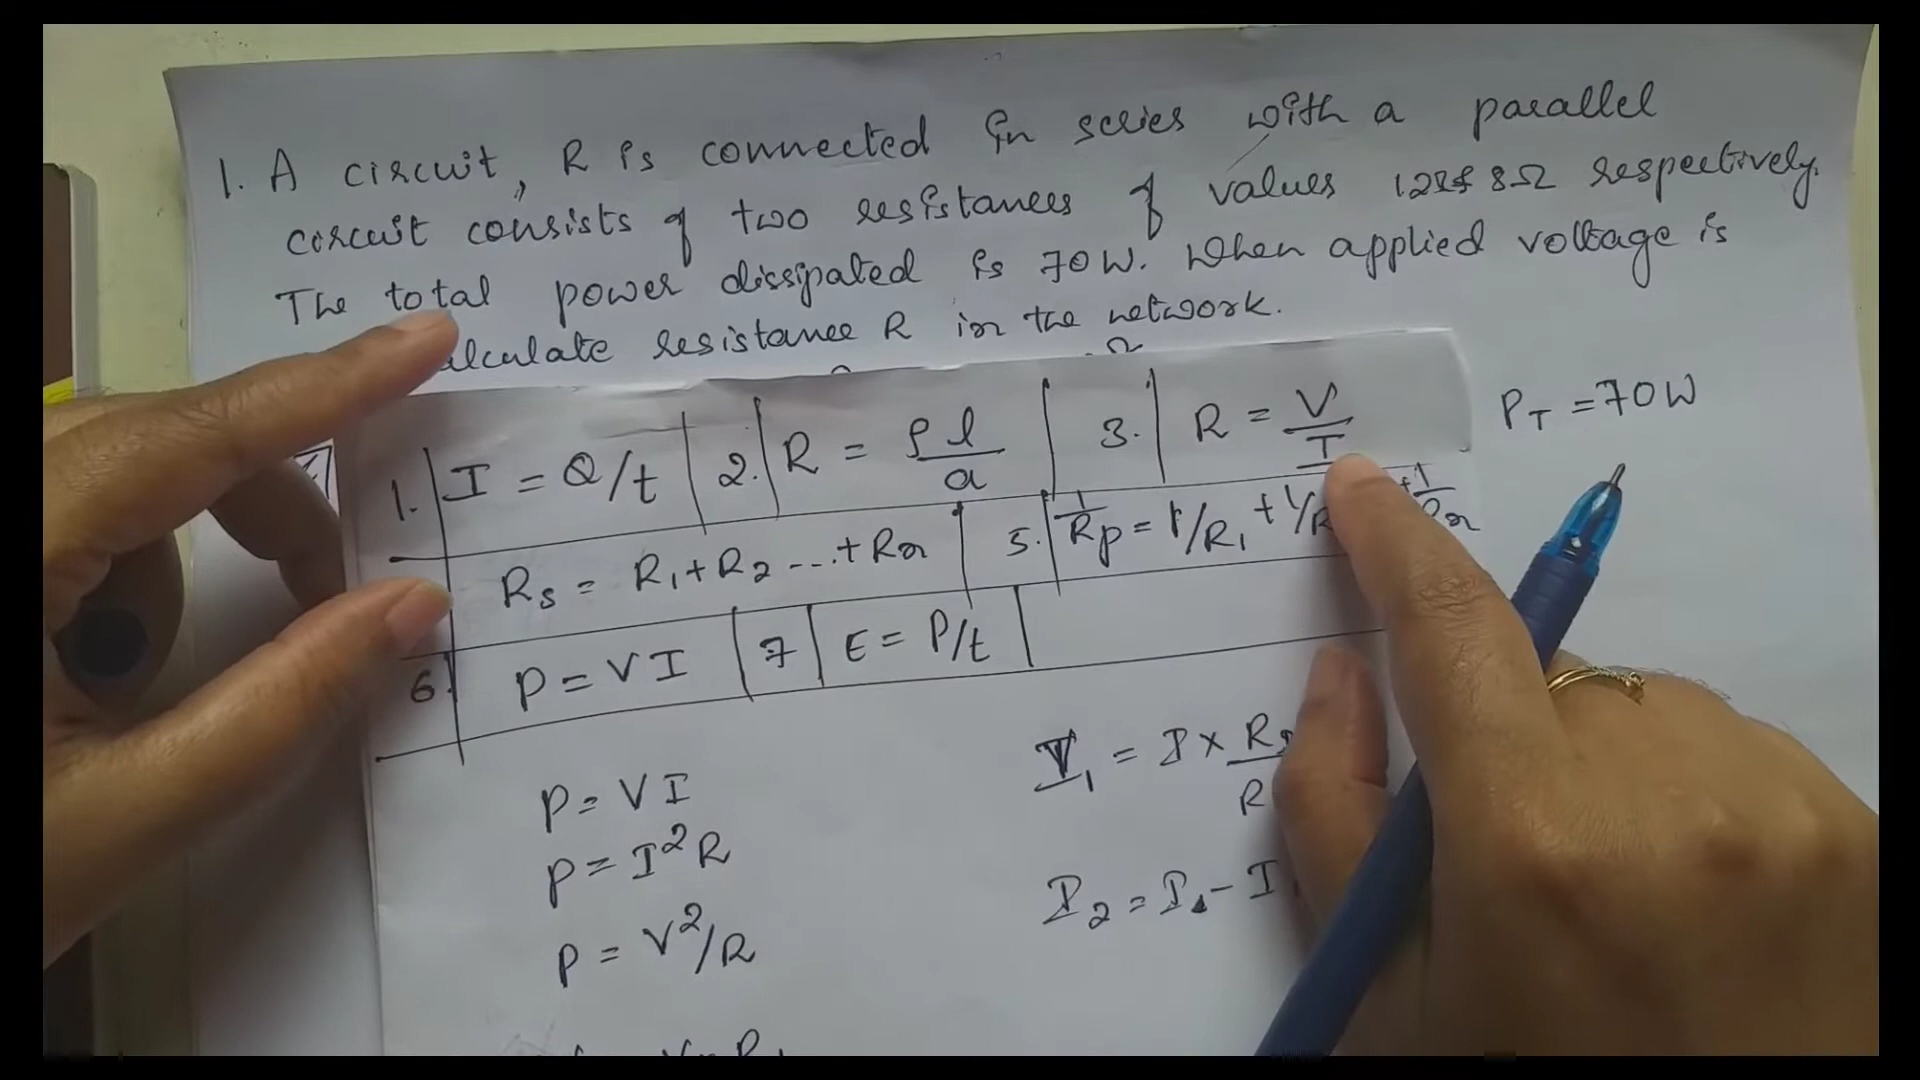 1. A circuit, R is connected in series with a parallel
circuit consists of two resistances of values 12Ω & 8Ω respectively.
The total power dissipated is 70W. When applied voltage is
alculate resistance R in the network.
PT = 70W
1. I = Q/t 2. R = ρl/a 3. R = V/I
Rs = R1 + R2 ... + Rn 5. 1/Rp = 1/R1 + 1/R + 1/Rn
6. P = VI 7 E = P/t
P = VI
P = I²R
P = V²/R
I1 = I × R2/R
I2 = I - I